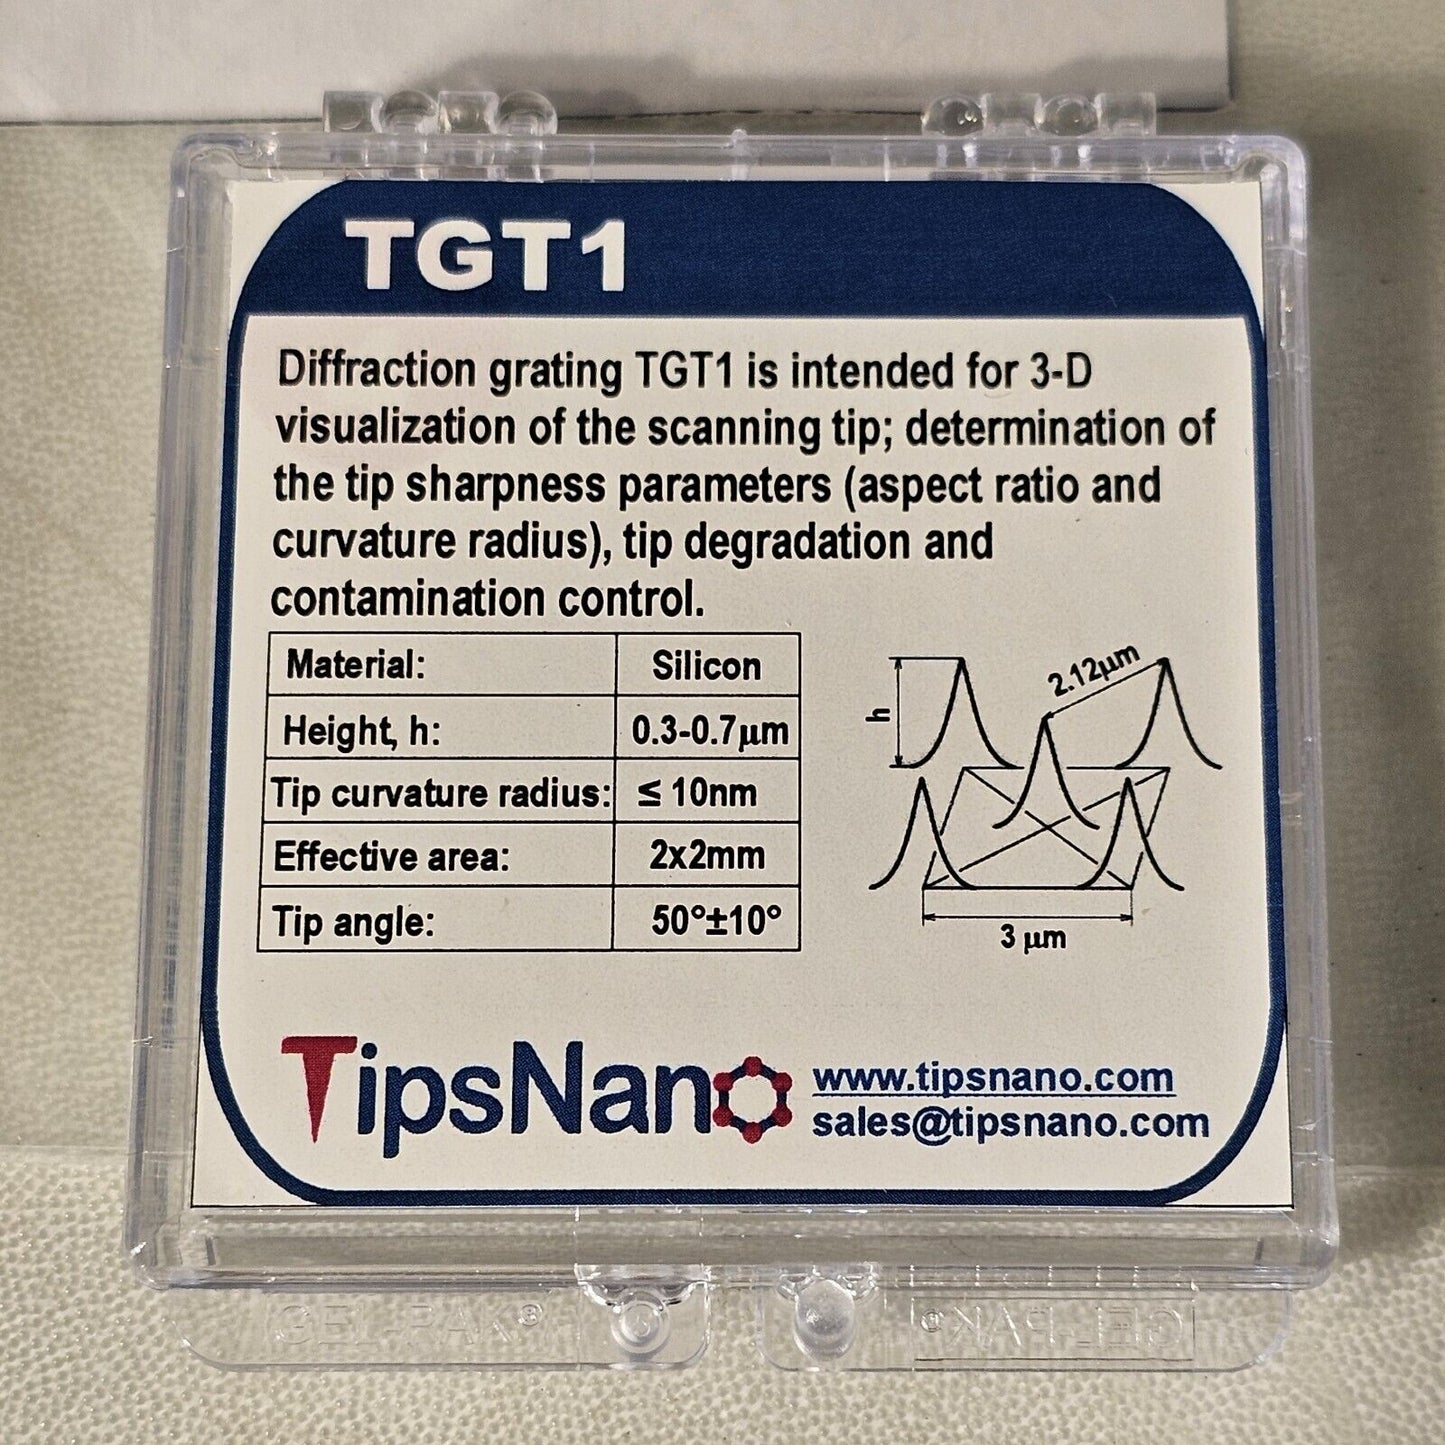 TGT1
Diffraction grating TGT1 is intended for 3-D
visualization of the scanning tip; determination of
the tip sharpness parameters (aspect ratio and
curvature radius), tip degradation and
contamination control.
Material: Silicon
Height, h: 0.3-0.7μm
Tip curvature radius: ≤ 10nm
Effective area: 2x2mm
Tip angle: 50°±10°
h
2.12μm
3 μm
TipsNano
www.tipsnano.com
sales@tipsnano.com
GEL-PAK® GEL-PAK®